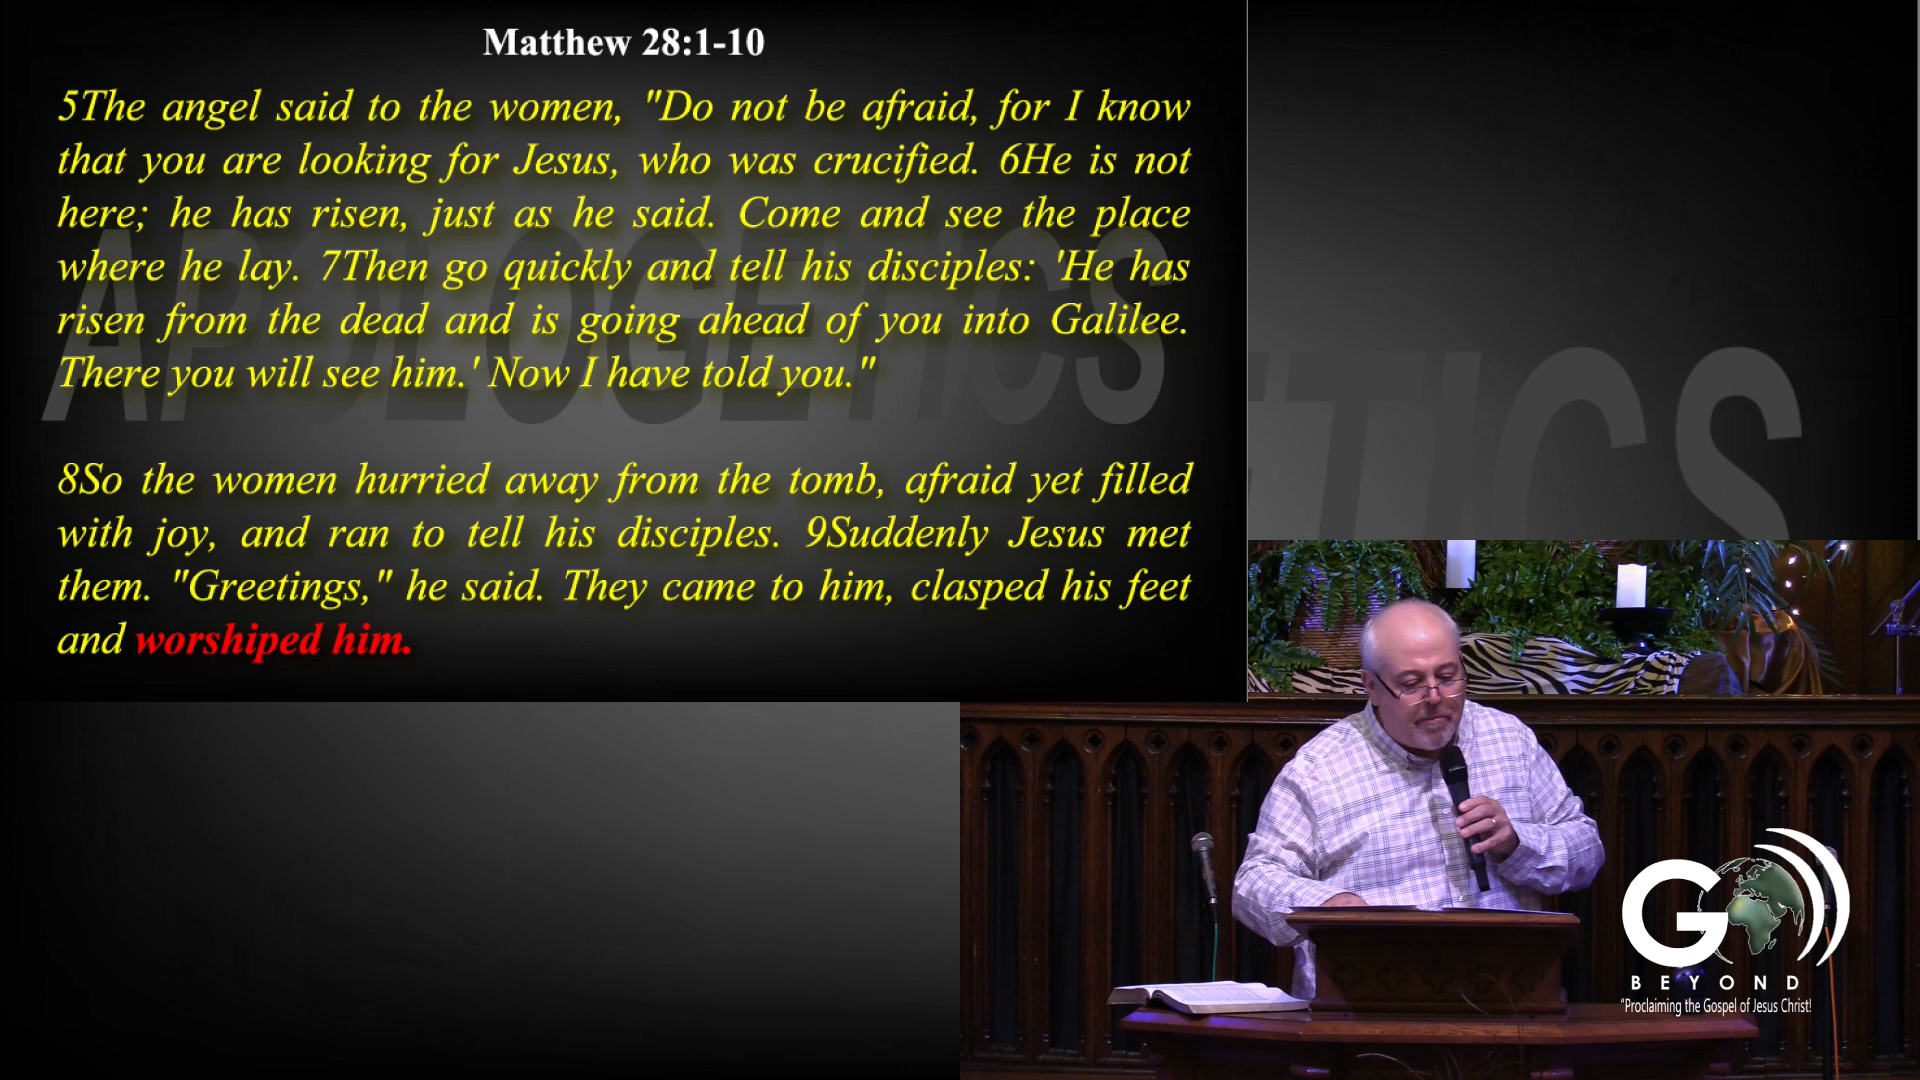 Matthew 28:1-10
5The angel said to the women, "Do not be afraid, for I know
that you are looking for Jesus, who was crucified. 6He is not
here; he has risen, just as he said. Come and see the place
where he lay. 7Then go quickly and tell his disciples: 'He has
risen from the dead and is going ahead of you into Galilee.
There you will see him.' Now I have told you."
APOLOGETICS
8So the women hurried away from the tomb, afraid yet filled
with joy, and ran to tell his disciples. 9Suddenly Jesus met
them. "Greetings," he said. They came to him, clasped his feet
and worshiped him.
TICS
GO
BEYOND
"Proclaiming the Gospel of Jesus Christ!